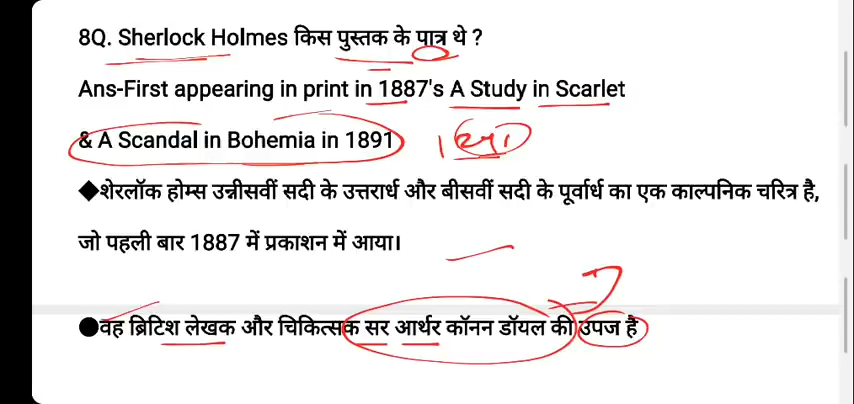 8Q. Sherlock Holmes किस पुस्तक के पात्र थे ?
Ans-First appearing in print in 1887's A Study in Scarlet
& A Scandal in Bohemia in 1891
◆शेरलॉक होम्स उन्नीसवीं सदी के उत्तरार्ध और बीसवीं सदी के पूर्वार्ध का एक काल्पनिक चरित्र है,
जो पहली बार 1887 में प्रकाशन में आया।
●वह ब्रिटिश लेखक और चिकित्सक सर आर्थर कॉनन डॉयल की उपज है